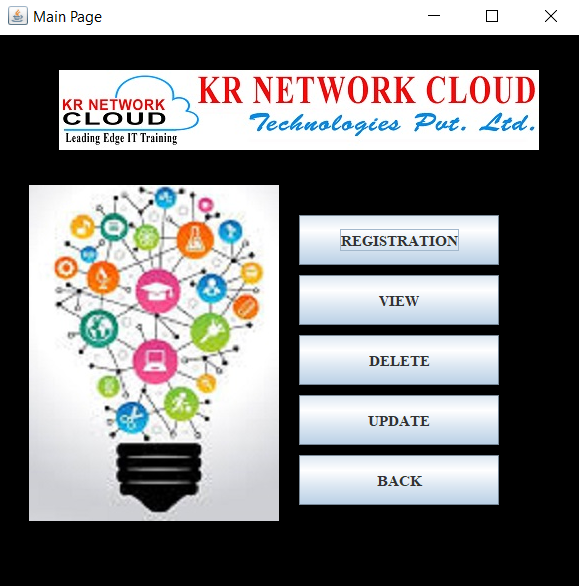 Main Page
KR NETWORK CLOUD
Technologies Pvt. Ltd.
KR NETWORK
CLOUD
Leading Edge IT Training
REGISTRATION
VIEW
DELETE
UPDATE
BACK